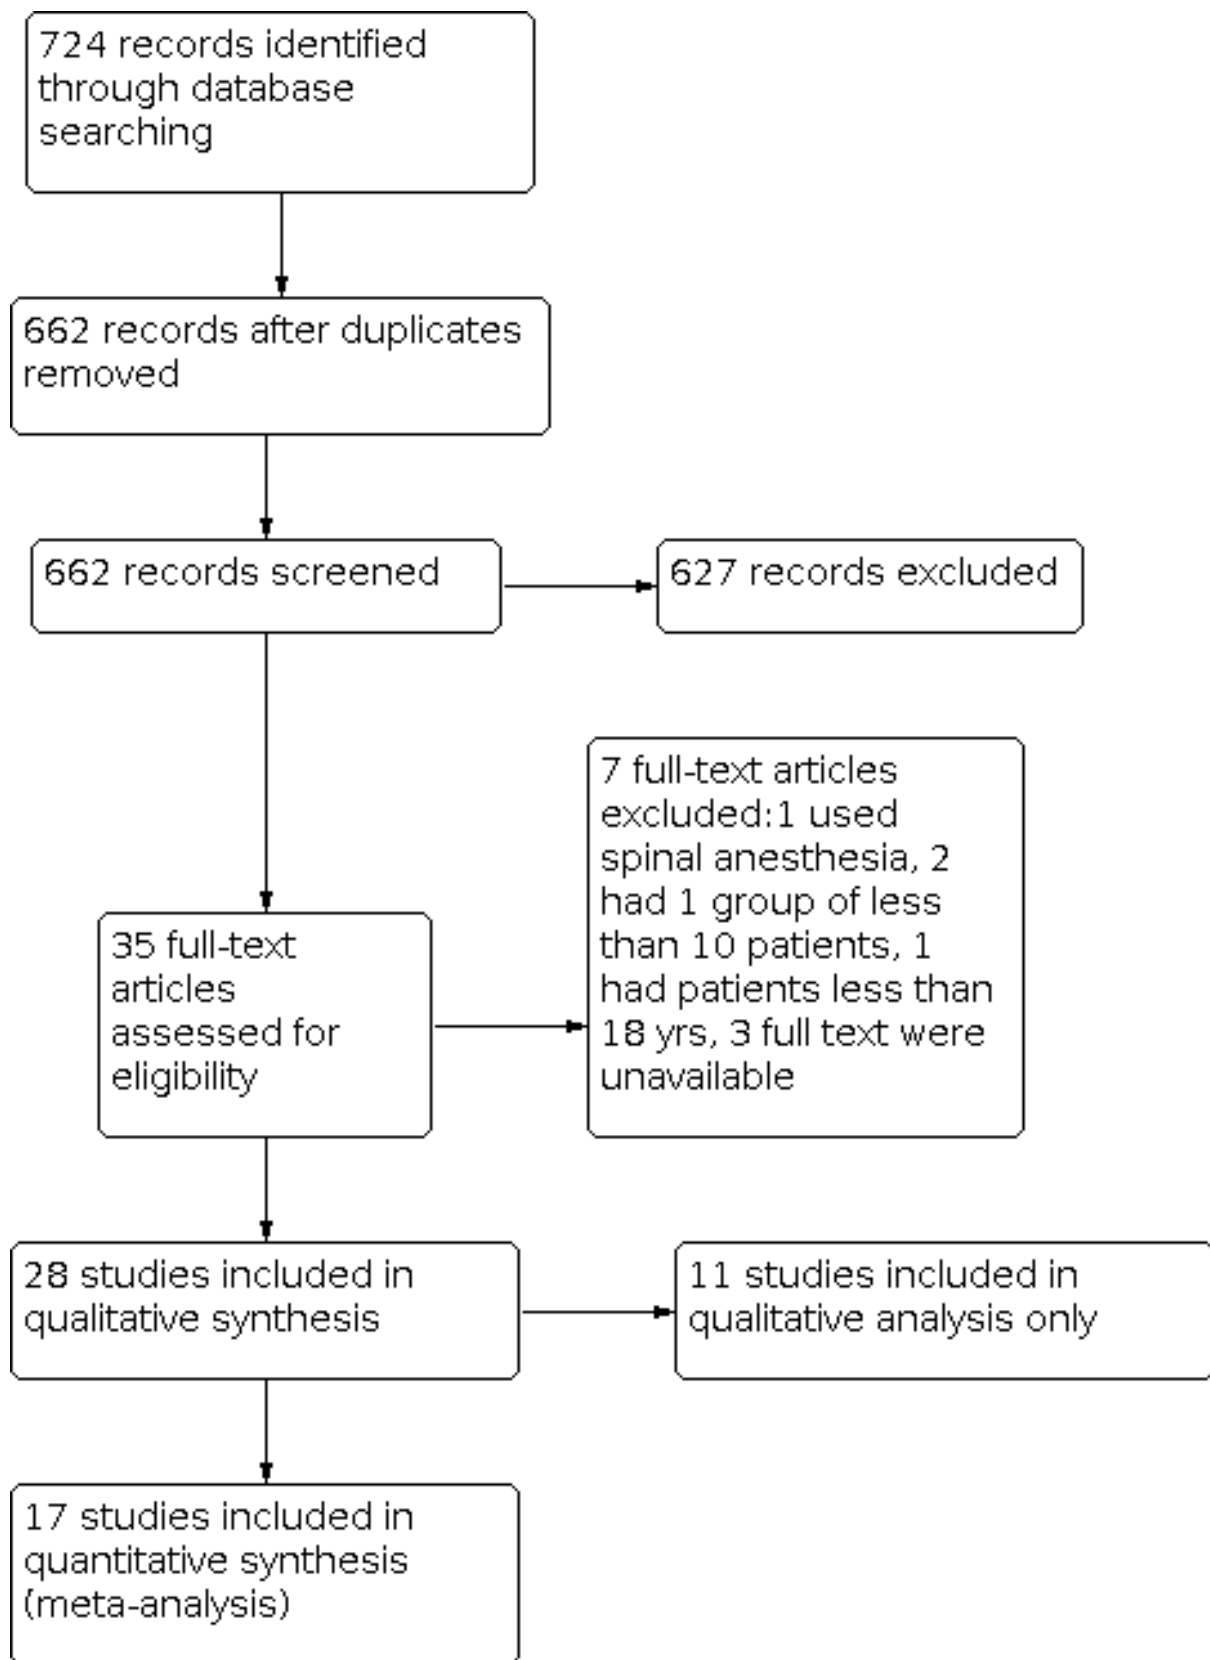 724 records identified
through database
searching
662 records after duplicates
removed
662 records screened
627 records excluded
7 full-text articles
excluded:1 used
spinal anesthesia, 2
had 1 group of less
than 10 patients, 1
had patients less than
18 yrs, 3 full text were
unavailable
35 full-text
articles
assessed for
eligibility
28 studies included in
qualitative synthesis
11 studies included in
qualitative analysis only
17 studies included in
quantitative synthesis
(meta-analysis)